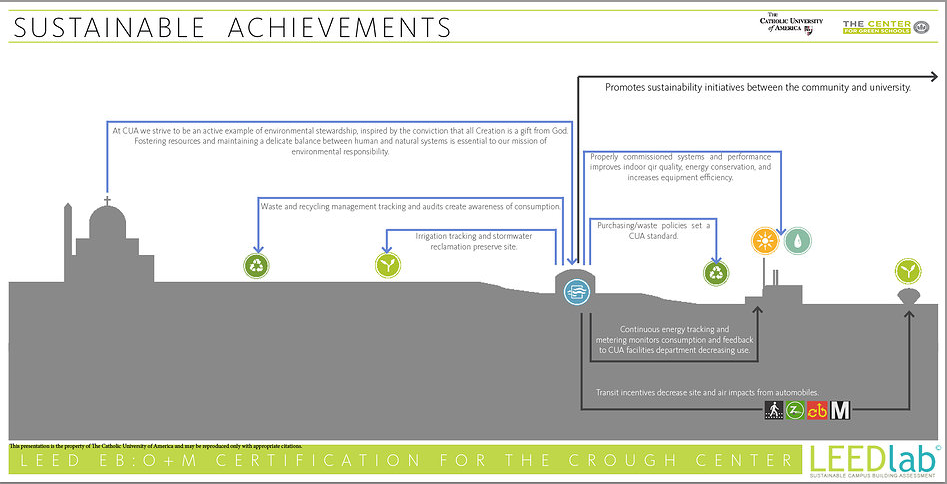 SUSTAINABLE ACHIEVEMENTS
THE
CATHOLIC UNIVERSITY
of AMERICA
THE CENTER
FOR GREEN SCHOOLS
Promotes sustainability initiatives between the community and university.
At CUA we strive to be an active example of environmental stewardship, inspired by the conviction that all Creation is a gift from God.
Fostering resources and maintaining a delicate balance between human and natural systems is essential to our mission of
environmental responsibility.
Properly commissioned systems and performance
improves indoor qir quality, energy conservation, and
increases equipment efficiency.
Waste and recycling management tracking and audits create awareness of consumption.
Irrigation tracking and stormwater
reclamation preserve site.
Purchasing/waste policies set a
CUA standard.
Continuous energy tracking and
metering monitors consumption and feedback
to CUA facilities department decreasing use.
Transit incentives decrease site and air impacts from automobiles.
Z
M
This presentation is the property of The Catholic University of America and may be reproduced only with appropriate citations.
LEED EB:O+M CERTIFICATION FOR THE CROUGH CENTER
LEEDlab©
SUSTAINABLE CAMPUS BUILDING ASSESSMENT